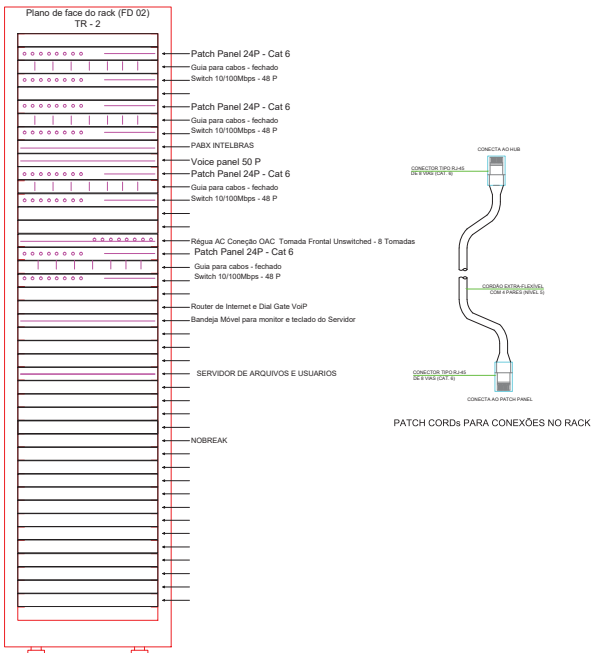 Plano de face do rack (FD 02)
TR - 2
Patch Panel 24P - Cat 6
Guia para cabos - fechado
Switch 10/100Mbps - 48 P
Patch Panel 24P - Cat 6
Guia para cabos - fechado
Switch 10/100Mbps - 48 P
PABX INTELBRAS
Voice panel 50 P
Patch Panel 24P - Cat 6
Guia para cabos - fechado
Switch 10/100Mbps - 48 P
Régua AC Coneção OAC Tomada Frontal Unswitched - 8 Tomadas
Patch Panel 24P - Cat 6
Guia para cabos - fechado
Switch 10/100Mbps - 48 P
Router de Internet e Dial Gate VoiP
Bandeja Móvel para monitor e teclado do Servidor
SERVIDOR DE ARQUIVOS E USUARIOS
NOBREAK
CONECTA AO HUB
CONECTOR TIPO RJ-45
DE 8 VIAS (CAT. 6)
CORDÃO EXTRA-FLEXÍVEL
COM 4 PARES (NÍVEL 5)
CONECTOR TIPO RJ-45
DE 8 VIAS (CAT. 6)
CONECTA AO PATCH PANEL
PATCH CORDs PARA CONEXÕES NO RACK